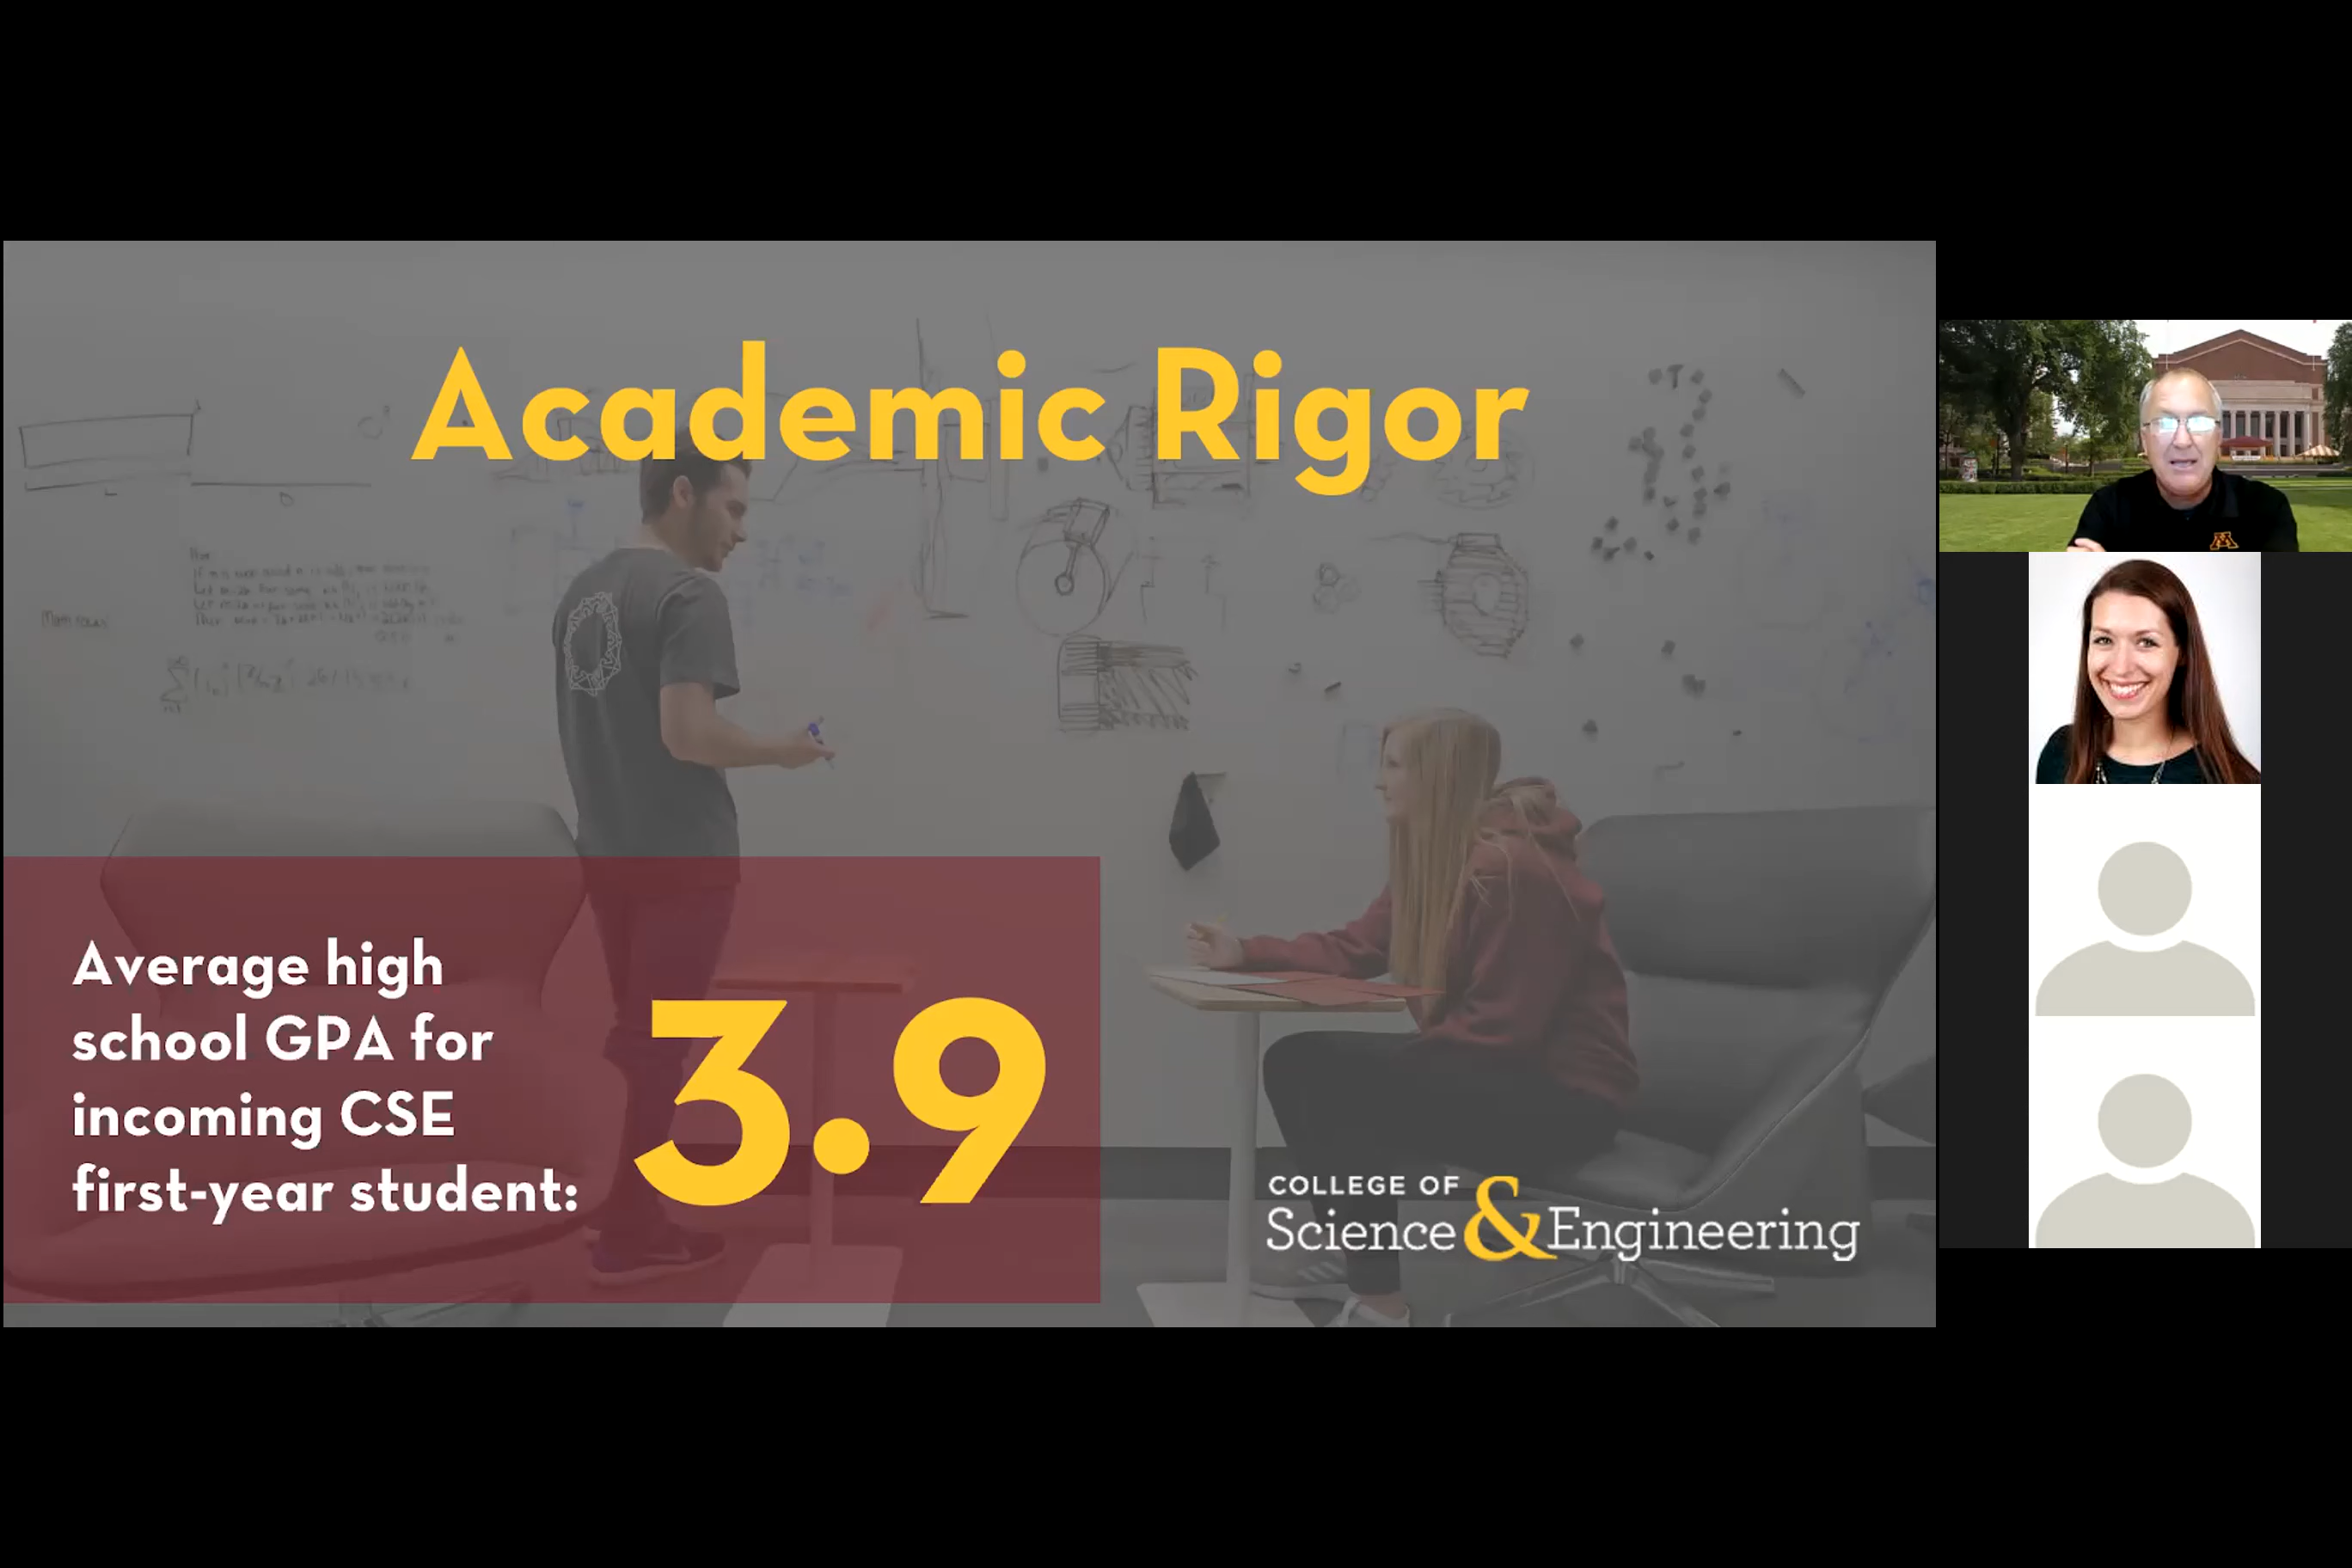 Academic Rigor
Average high
school GPA for
incoming CSE
first-year student:
3.9
COLLEGE OF
Science & Engineering
M